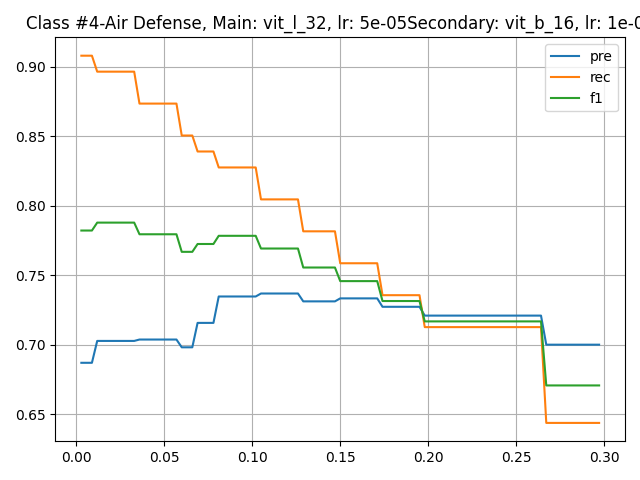 Class #4-Air Defense, Main: vit_l_32, lr: 5e-05Secondary: vit_b_16, lr: 1e-0
pre
rec
f1
0.90
0.85
0.80
0.75
0.70
0.65
0.00 0.05 0.10 0.15 0.20 0.25 0.30